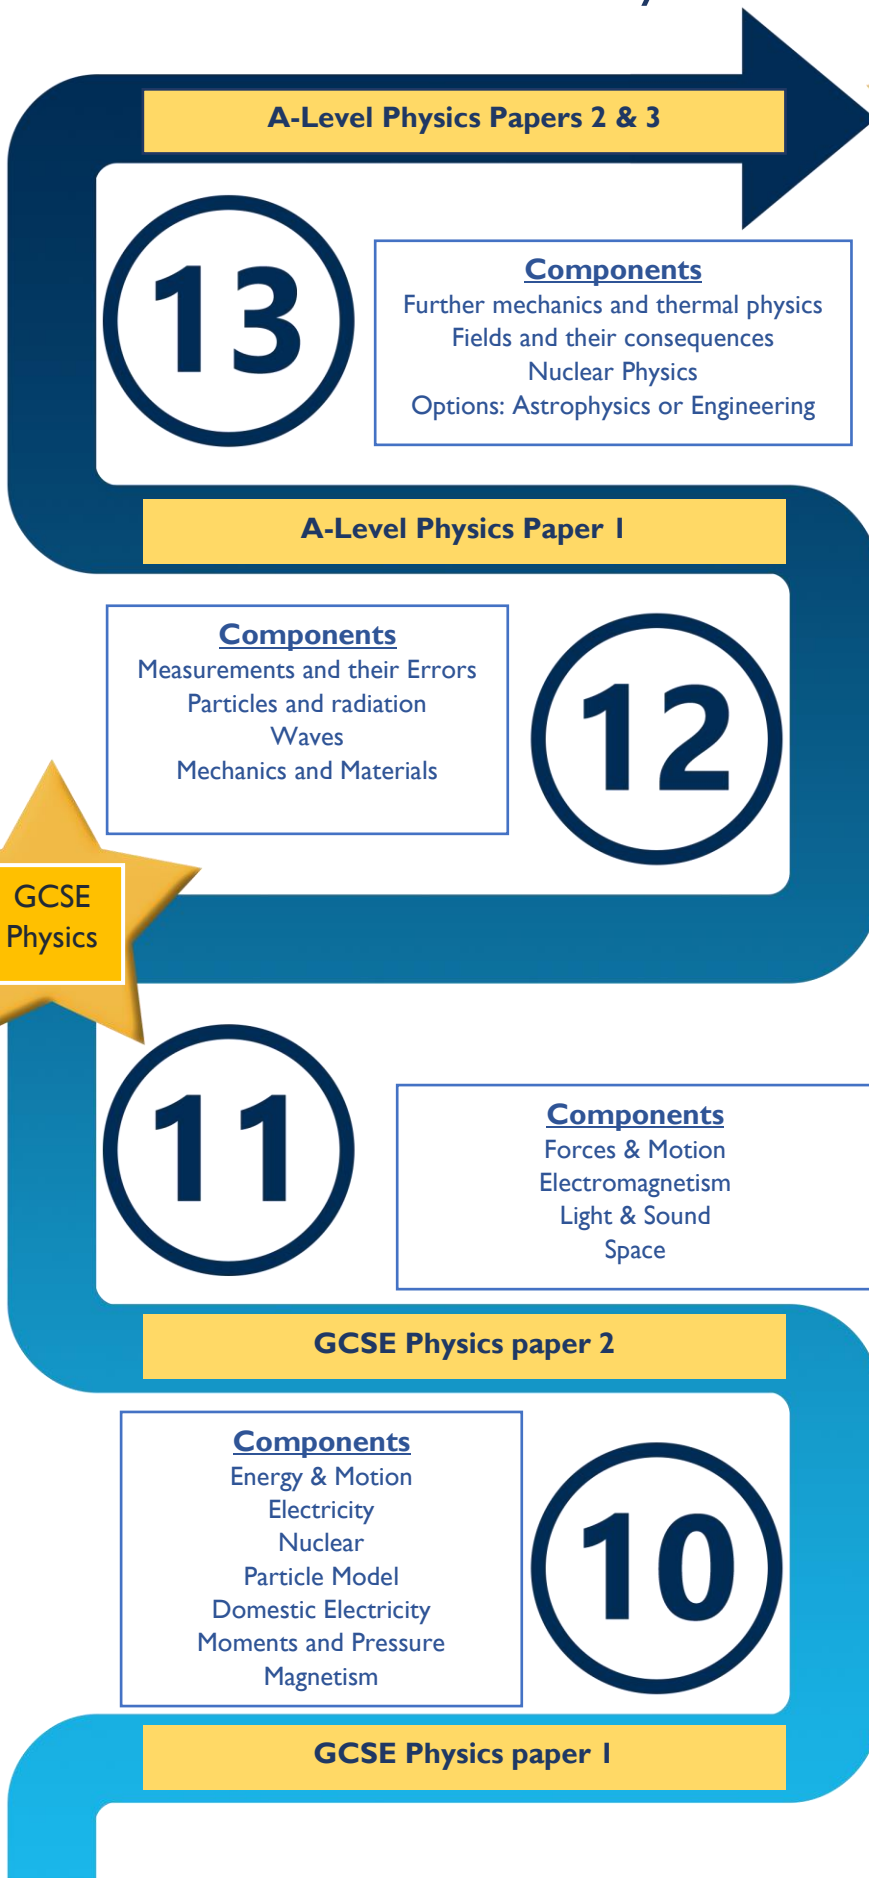 A-Level Physics Papers 2 & 3
13
Components
Further mechanics and thermal physics
Fields and their consequences
Nuclear Physics
Options: Astrophysics or Engineering
A-Level Physics Paper 1
Components
Measurements and their Errors
Particles and radiation
Waves
Mechanics and Materials
12
GCSE
Physics
11
Components
Forces & Motion
Electromagnetism
Light & Sound
Space
GCSE Physics paper 2
Components
Energy & Motion
Electricity
Nuclear
Particle Model
Domestic Electricity
Moments and Pressure
Magnetism
10
GCSE Physics paper 1